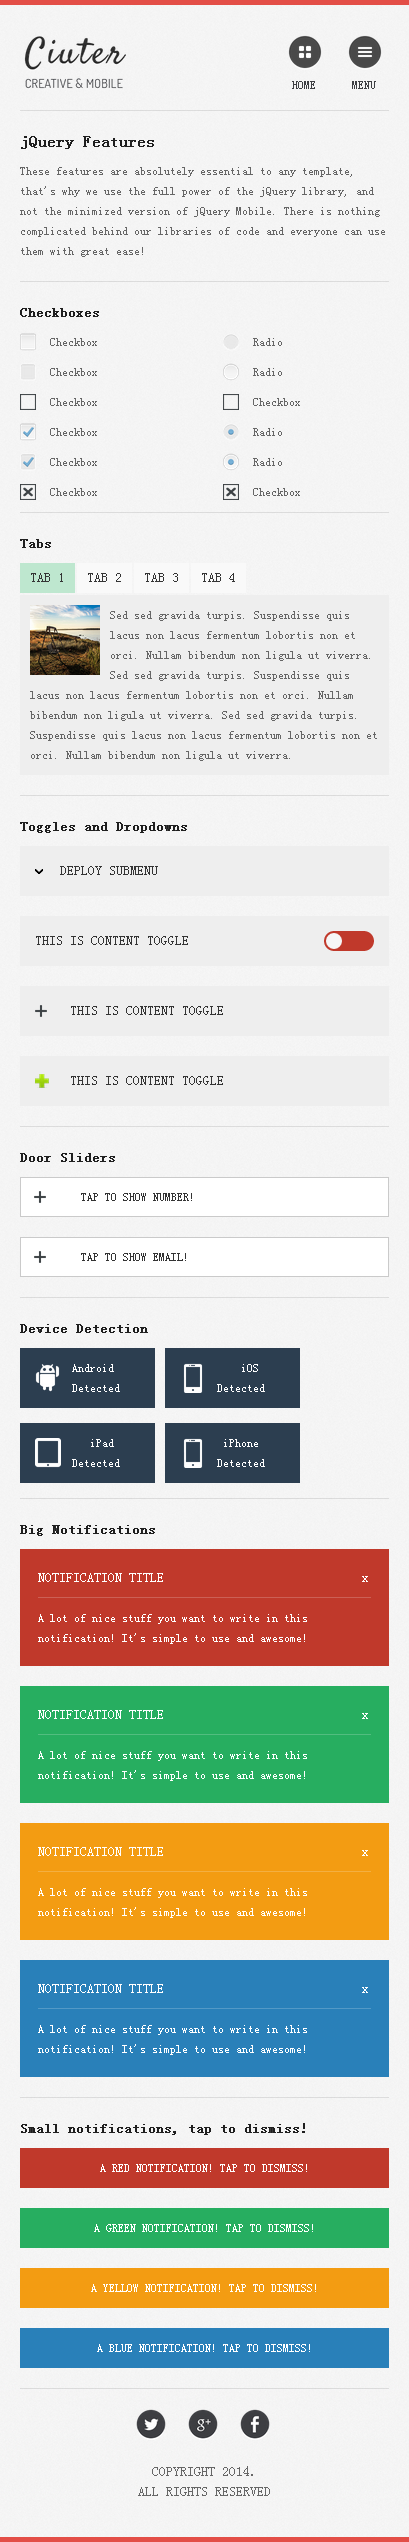 Ciuter
CREATIVE & MOBILE
HOME
MENU
jQuery Features
These features are absolutely essential to any template,
that's why we use the full power of the jQuery library, and
not the minimized version of jQuery Mobile. There is nothing
complicated behind our libraries of code and everyone can use
them with great ease!
Checkboxes
Checkbox
Radio
Checkbox
Radio
Checkbox
Checkbox
Checkbox
Radio
Checkbox
Radio
Checkbox
Checkbox
Tabs
TAB 1
TAB 2
TAB 3
TAB 4
Sed sed gravida turpis. Suspendisse quis
lacus non lacus fermentum lobortis non et
orci. Nullam bibendum non ligula ut viverra.
Sed sed gravida turpis. Suspendisse quis
lacus non lacus fermentum lobortis non et orci. Nullam
bibendum non ligula ut viverra. Sed sed gravida turpis.
Suspendisse quis lacus non lacus fermentum lobortis non et
orci. Nullam bibendum non ligula ut viverra.
Toggles and Dropdowns
DEPLOY SUBMENU
THIS IS CONTENT TOGGLE
THIS IS CONTENT TOGGLE
THIS IS CONTENT TOGGLE
Door Sliders
TAP TO SHOW NUMBER!
TAP TO SHOW EMAIL!
Device Detection
Android
Detected
iOS
Detected
iPad
Detected
iPhone
Detected
Big Notifications
NOTIFICATION TITLE x
A lot of nice stuff you want to write in this
notification! It's simple to use and awesome!
NOTIFICATION TITLE x
A lot of nice stuff you want to write in this
notification! It's simple to use and awesome!
NOTIFICATION TITLE x
A lot of nice stuff you want to write in this
notification! It's simple to use and awesome!
NOTIFICATION TITLE x
A lot of nice stuff you want to write in this
notification! It's simple to use and awesome!
Small notifications, tap to dismiss!
A RED NOTIFICATION! TAP TO DISMISS!
A GREEN NOTIFICATION! TAP TO DISMISS!
A YELLOW NOTIFICATION! TAP TO DISMISS!
A BLUE NOTIFICATION! TAP TO DISMISS!
COPYRIGHT 2014.
ALL RIGHTS RESERVED